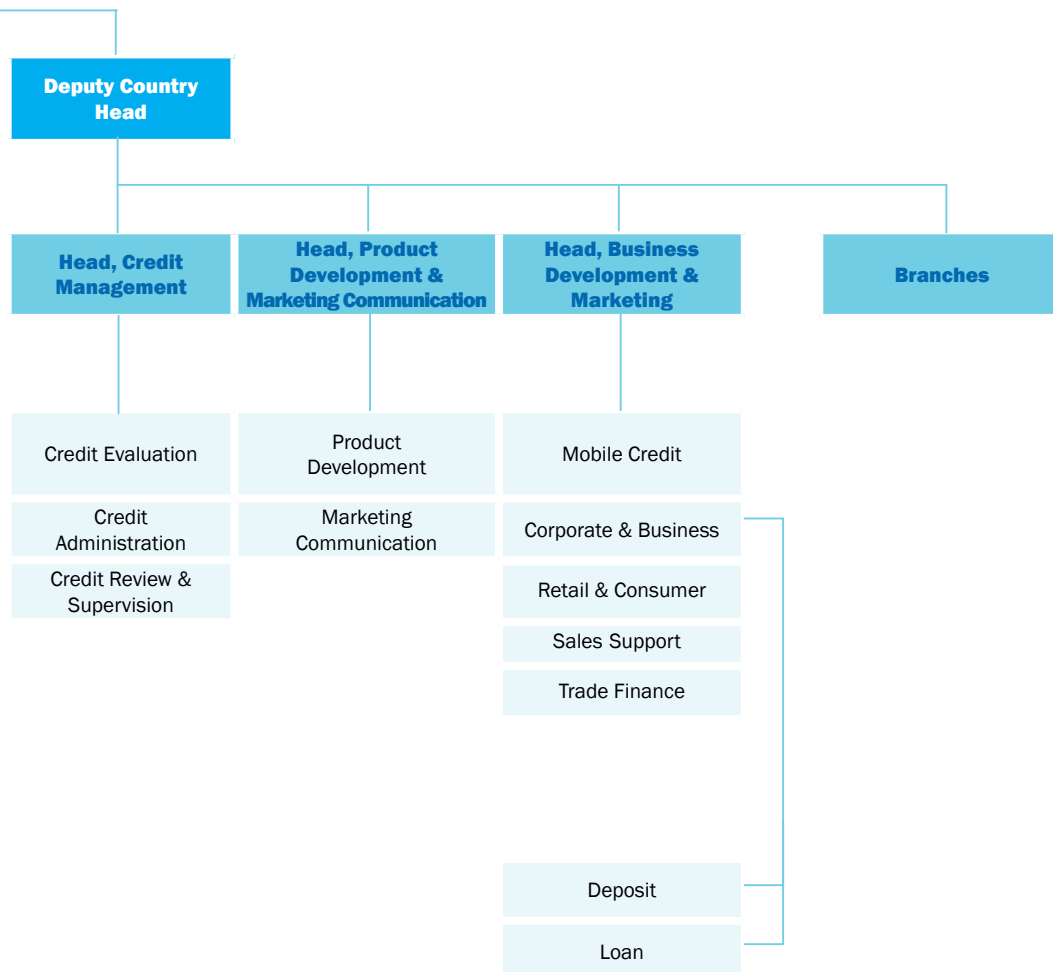 Deputy Country
Head
Head, Credit
Management
Head, Product
Development &
Marketing Communication
Head, Business
Development &
Marketing
Branches
Credit Evaluation
Product
Development
Mobile Credit
Credit
Administration
Marketing
Communication
Corporate & Business
Credit Review &
Supervision
Retail & Consumer
Sales Support
Trade Finance
Deposit
Loan